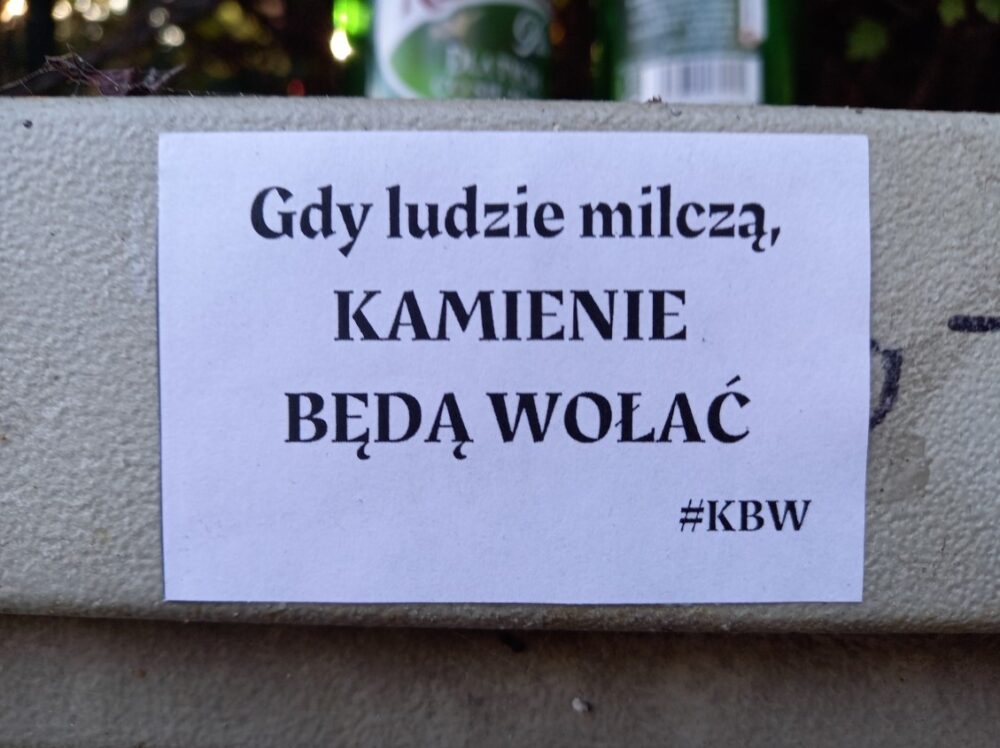 Gdy ludzie milczą,
KAMIENIE
BĘDĄ WOŁAĆ
#KBW